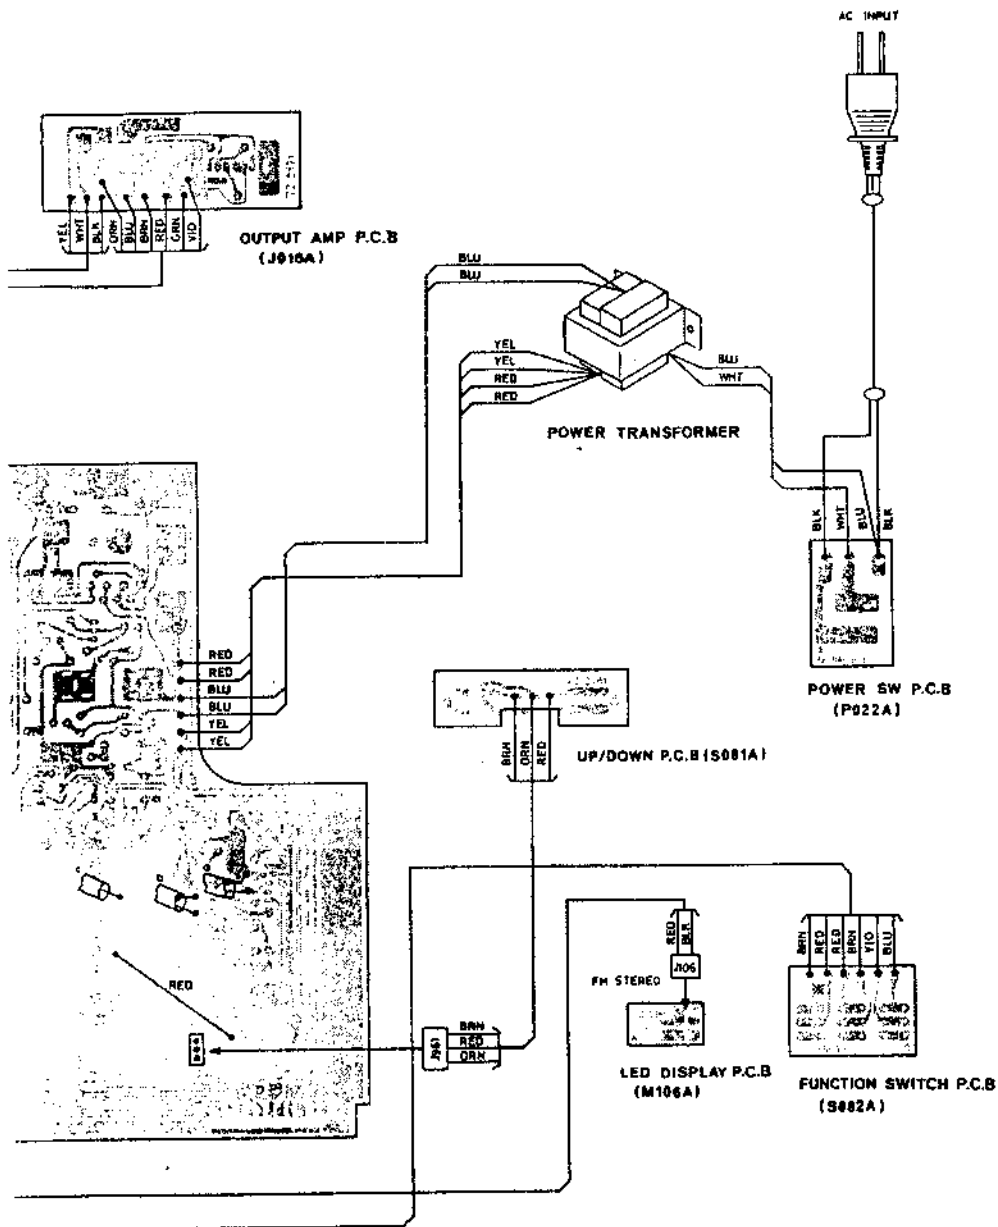 AC INPUT
YEL
WHT
BLK
ORN
BLU
BRN
RED
GRN
VIO
OUTPUT AMP P.C.B
(J016A)
BLU
BLU
YEL
YEL
RED
RED
BLU
WHT
POWER TRANSFORMER
BLK
WHT
BLU
BLK
POWER SW P.C.B
(P022A)
RED
RED
BLU
BLU
YEL
YEL
BRN
ORN
RED
UP/DOWN P.C.B (S081A)
RED
BLK
J106
FM STEREO
BRN
RED
RED
BRN
VIO
BLU
RED
J981
BRN
RED
ORN
LED DISPLAY P.C.B
(M106A)
FUNCTION SWITCH P.C.B
(S082A)